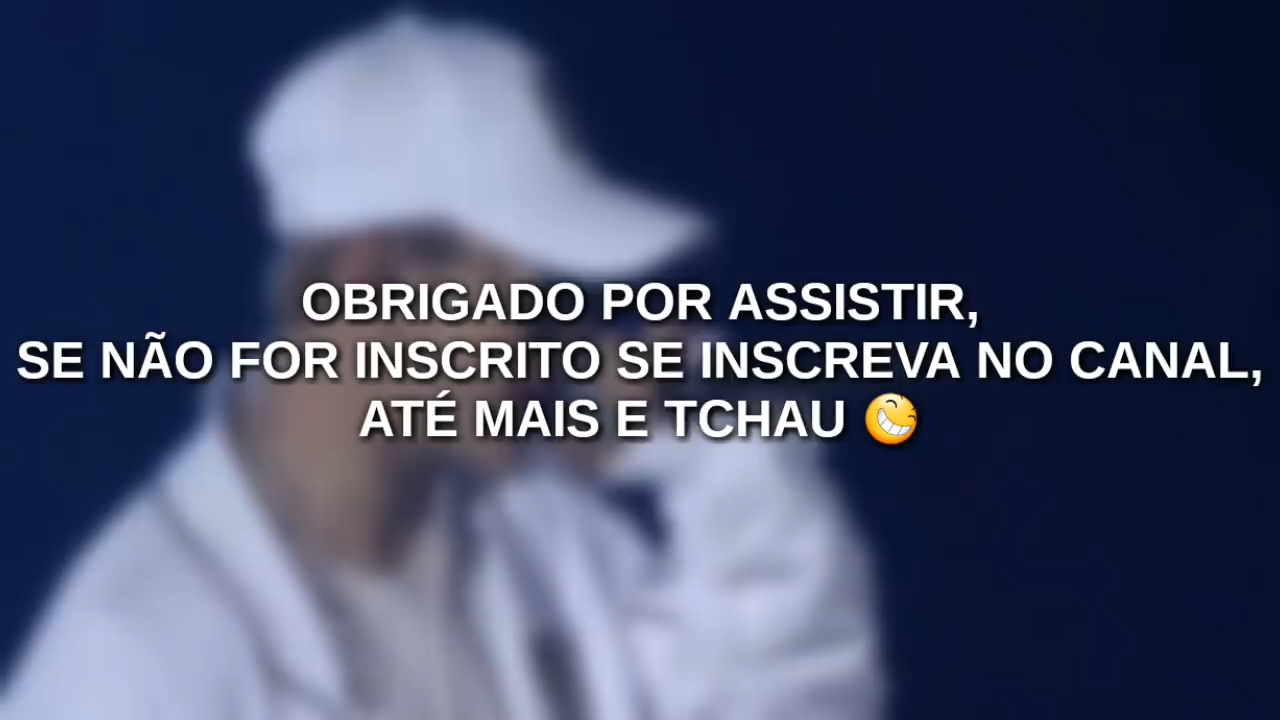 OBRIGADO POR ASSISTIR,
SE NÃO FOR INSCRITO SE INSCREVA NO CANAL,
ATÉ MAIS E TCHAU 😆